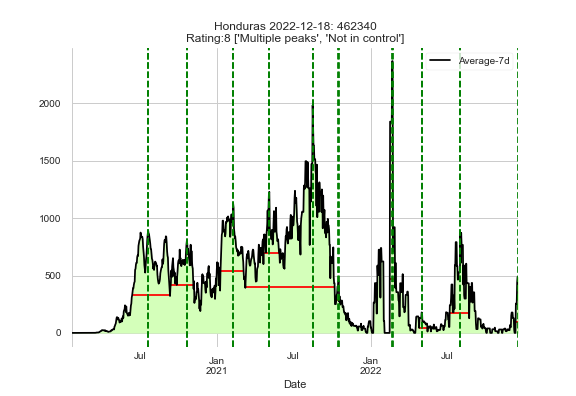 Honduras 2022-12-18: 462340
Rating:8 ['Multiple peaks', 'Not in control']
Average-7d
2000
1500
1000
500
0
Jul
Jan
2021
Jul
Jan
2022
Jul
Date